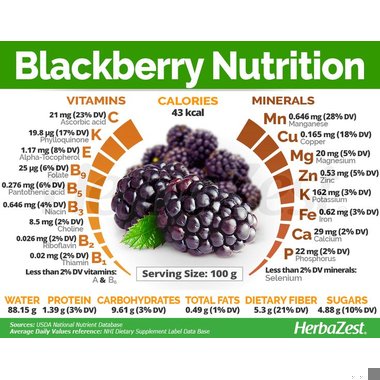 Blackberry Nutrition
VITAMINS
21 mg (23% DV) C
Ascorbic acid
19.8 µg (17% DV) K
Phylloquinone
1.17 mg (8% DV) E
Alpha-Tocopherol
25 µg (6% DV) B9
Folate
0.276 mg (6% DV) B5
Pantothenic acid
0.646 mg (4% DV) B3
Niacin
8.5 mg (2% DV)
Choline
0.026 mg (2% DV) B2
Riboflavin
0.02 mg (2% DV) B1
Thiamin
Less than 2% DV vitamins:
A & B6
CALORIES
43 kcal
MINERALS
Mn 0.646 mg (28% DV)
Manganese
Cu 0.165 mg (18% DV)
Copper
Mg 20 mg (5% DV)
Magnesium
Zn 0.53 mg (5% DV)
Zinc
K 162 mg (3% DV)
Potassium
Fe 0.62 mg (3% DV)
Iron
Ca 29 mg (2% DV)
Calcium
P 22 mg (2% DV)
Phosphorus
Less than 2% DV minerals:
Selenium
Serving Size: 100 g
WATER PROTEIN CARBOHYDRATES TOTAL FATS DIETARY FIBER SUGARS
88.15 g 1.39 g (3% DV) 9.61 g (3% DV) 0.49 g (1% DV) 5.3 g (21% DV) 4.88 g (10% DV)
Sources: USDA National Nutrient Database
Average Daily Values reference: NHI Dietary Supplement Label Data Base
HerbaZest.